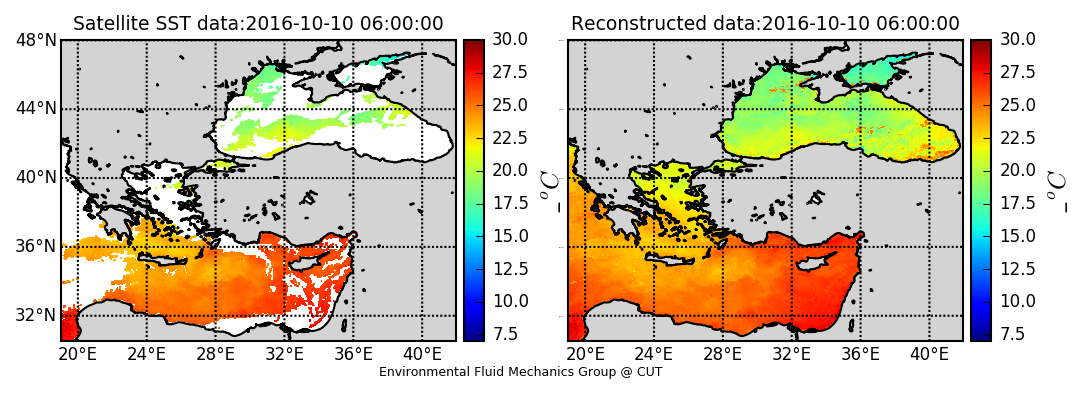 Satellite SST data:2016-10-10 06:00:00
48°N
44°N
40°N
36°N
32°N
20°E 24°E 28°E 32°E 36°E 40°E
30.0
27.5
25.0
22.5
20.0
17.5
15.0
12.5
10.0
7.5
_°C
Reconstructed data:2016-10-10 06:00:00
20°E 24°E 28°E 32°E 36°E 40°E
30.0
27.5
25.0
22.5
20.0
17.5
15.0
12.5
10.0
7.5
_°C
Environmental Fluid Mechanics Group @ CUT